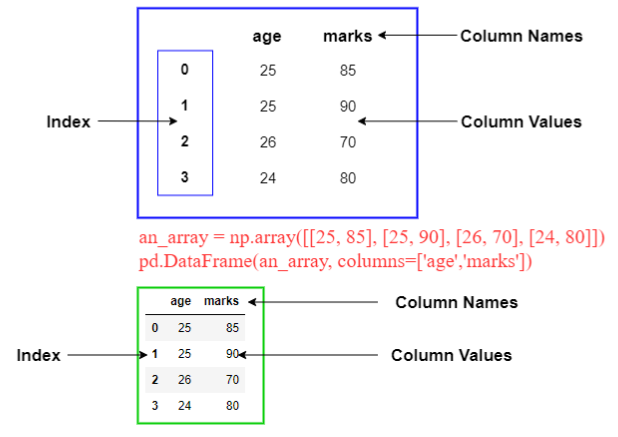 age marks Column Names
0 25 85
1 25 90
Index Column Values
2 26 70
3 24 80
an_array = np.array([[25, 85], [25, 90], [26, 70], [24, 80]])
pd.DataFrame(an_array, columns=['age','marks'])
age marks Column Names
0 25 85
Index 1 25 90 Column Values
2 26 70
3 24 80